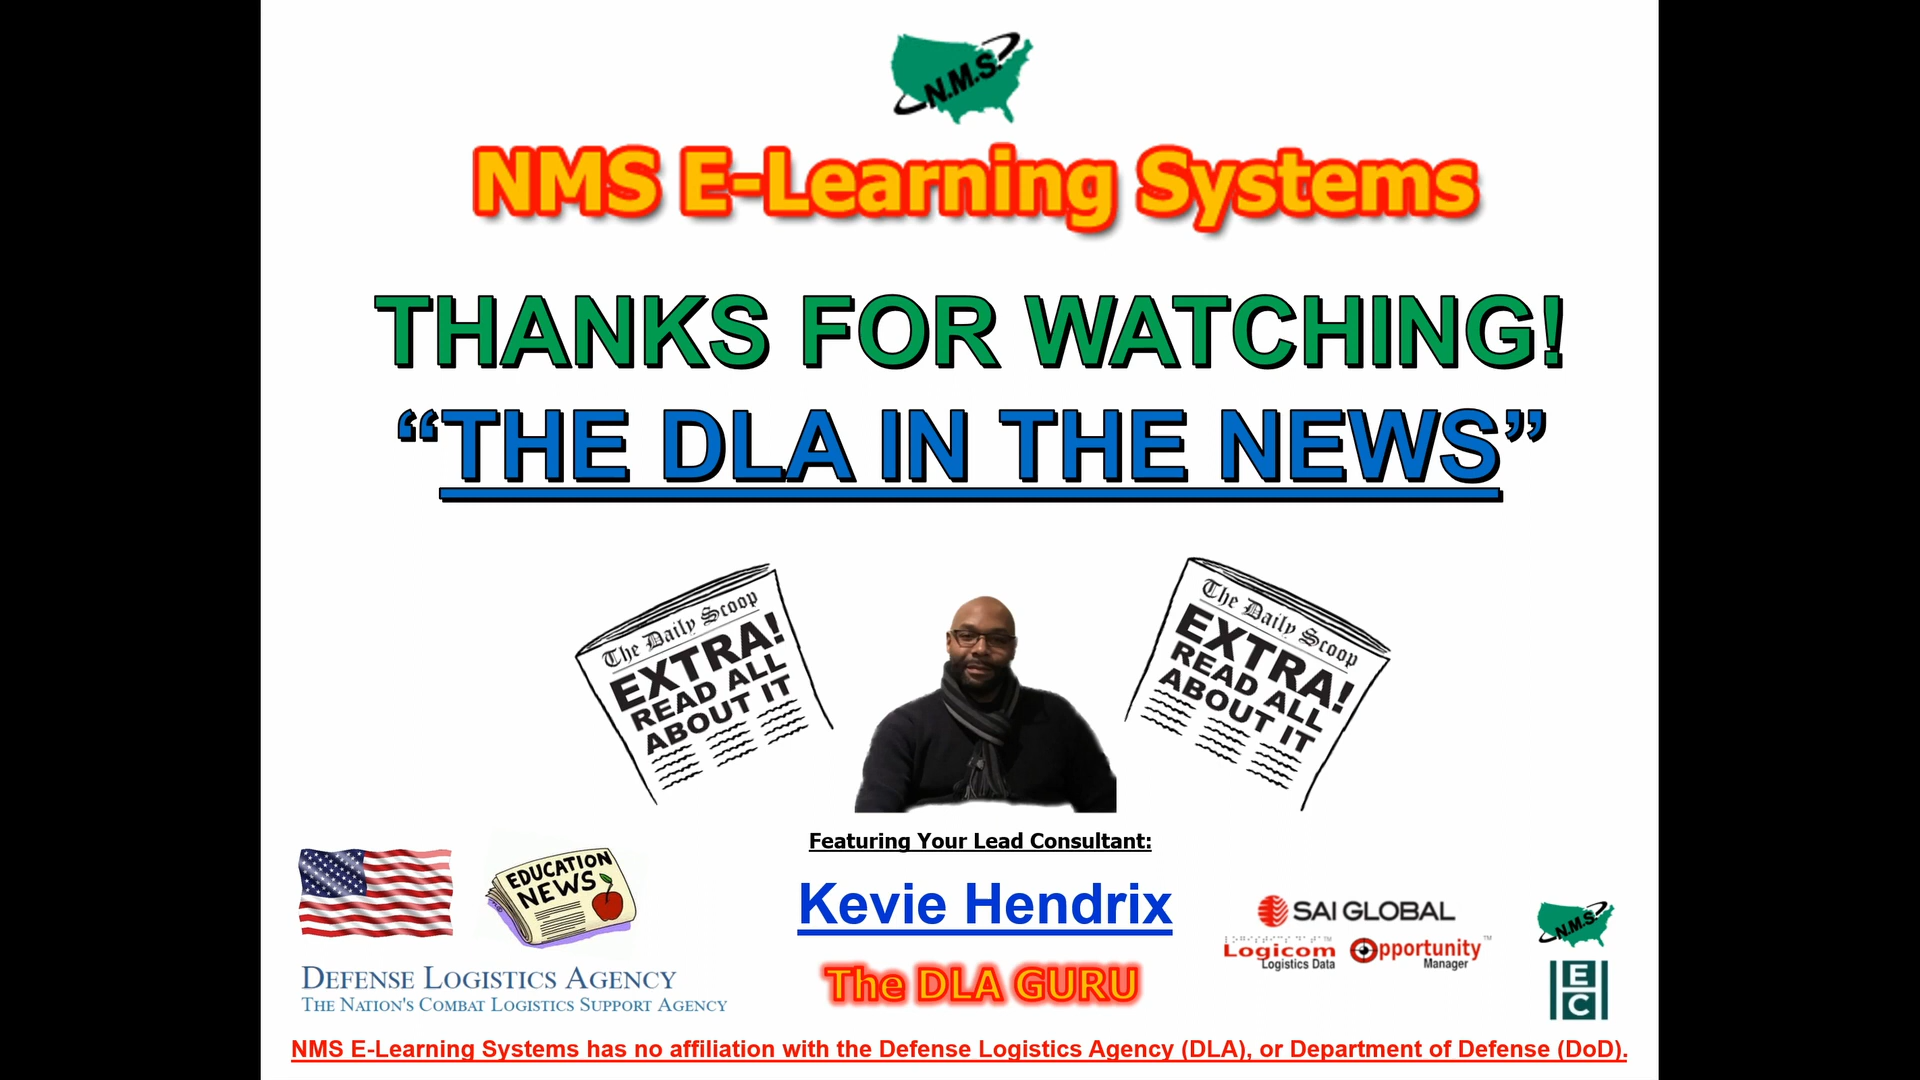 N.M.S.
NMS E-Learning Systems
THANKS FOR WATCHING!
“THE DLA IN THE NEWS”
The Daily Scoop
EXTRA!
READ ALL
ABOUT IT
The Daily Scoop
EXTRA!
READ ALL
ABOUT IT
Featuring Your Lead Consultant:
Kevie Hendrix
The DLA GURU
EDUCATION
NEWS
DEFENSE LOGISTICS AGENCY
THE NATION'S COMBAT LOGISTICS SUPPORT AGENCY
SAI GLOBAL
Logicom
Logistics Data
Opportunity™
Manager
N.M.S.
HEC
NMS E-Learning Systems has no affiliation with the Defense Logistics Agency (DLA), or Department of Defense (DoD).